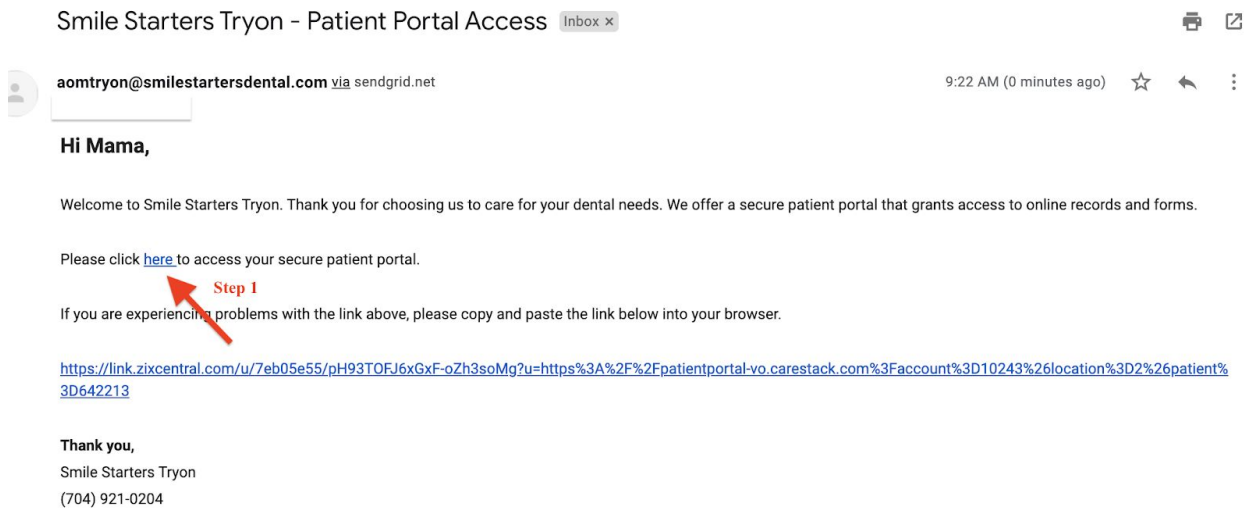 Smile Starters Tryon - Patient Portal Access Inbox ×
aomtryon@smilestartersdental.com via sendgrid.net 9:22 AM (0 minutes ago)
Hi Mama,
Welcome to Smile Starters Tryon. Thank you for choosing us to care for your dental needs. We offer a secure patient portal that grants access to online records and forms.
Please click here to access your secure patient portal.
Step 1
If you are experiencing problems with the link above, please copy and paste the link below into your browser.
https://link.zixcentral.com/u/7eb05e55/pH93TOFJ6xGxF-oZh3soMg?u=https%3A%2F%2Fpatientportal-vo.carestack.com%3Faccount%3D10243%26location%3D2%26patient%
3D642213
Thank you,
Smile Starters Tryon
(704) 921-0204